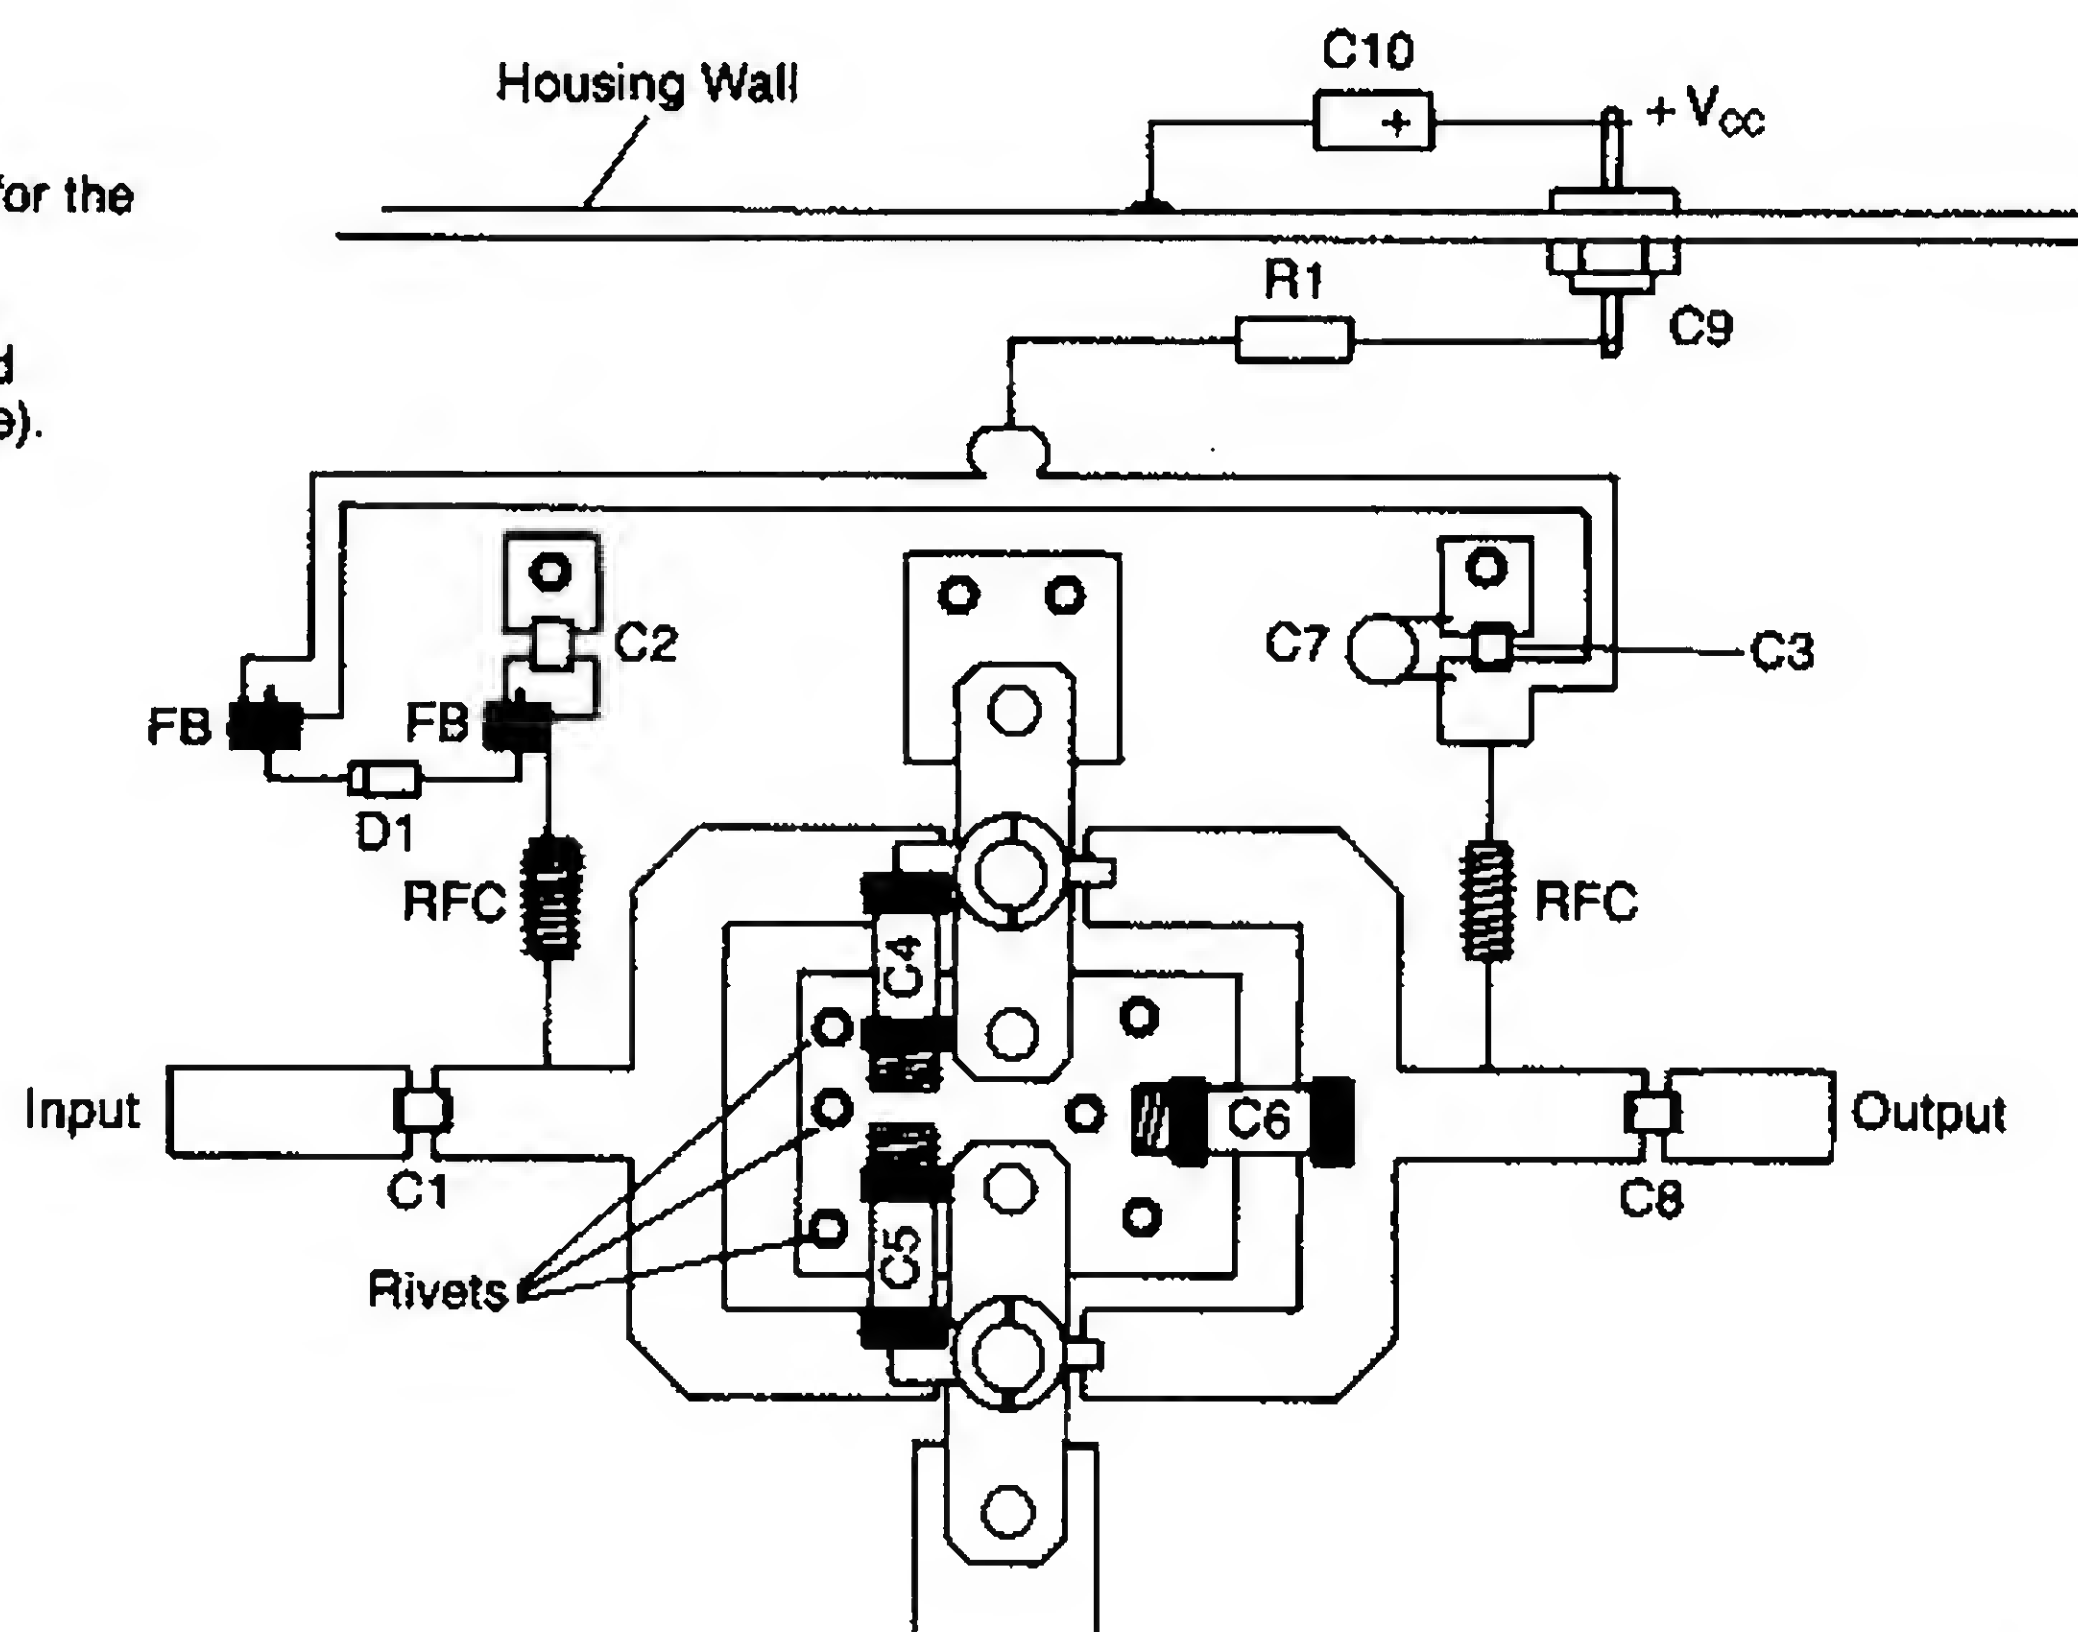 C10
Housing Wall
+ VCC
for the
R1
C9
d
e).
C2
C7
C3
FB
FB
D1
RFC
RFC
C4
Input
C6
Output
C1
C8
C5
Rivets
+